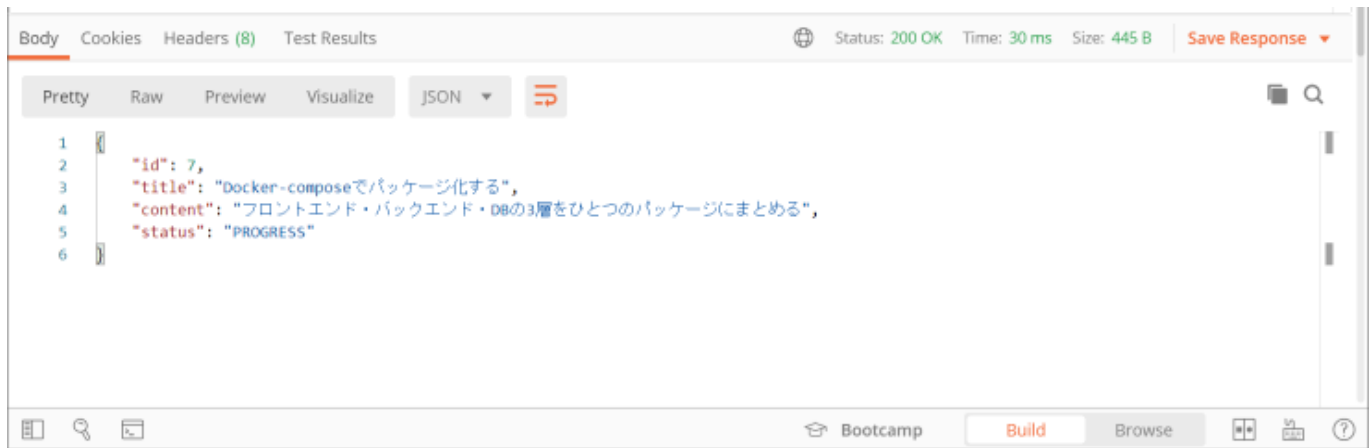 Body Cookies Headers (8) Test Results Status: 200 OK Time: 30 ms Size: 445 B Save Response
Pretty Raw Preview Visualize JSON
1 {
2 "id": 7,
3 "title": "Docker-composeでパッケージ化する",
4 "content": "フロントエンド・バックエンド・DBの3層をひとつのパッケージにまとめる",
5 "status": "PROGRESS"
6 }
Bootcamp Build Browse